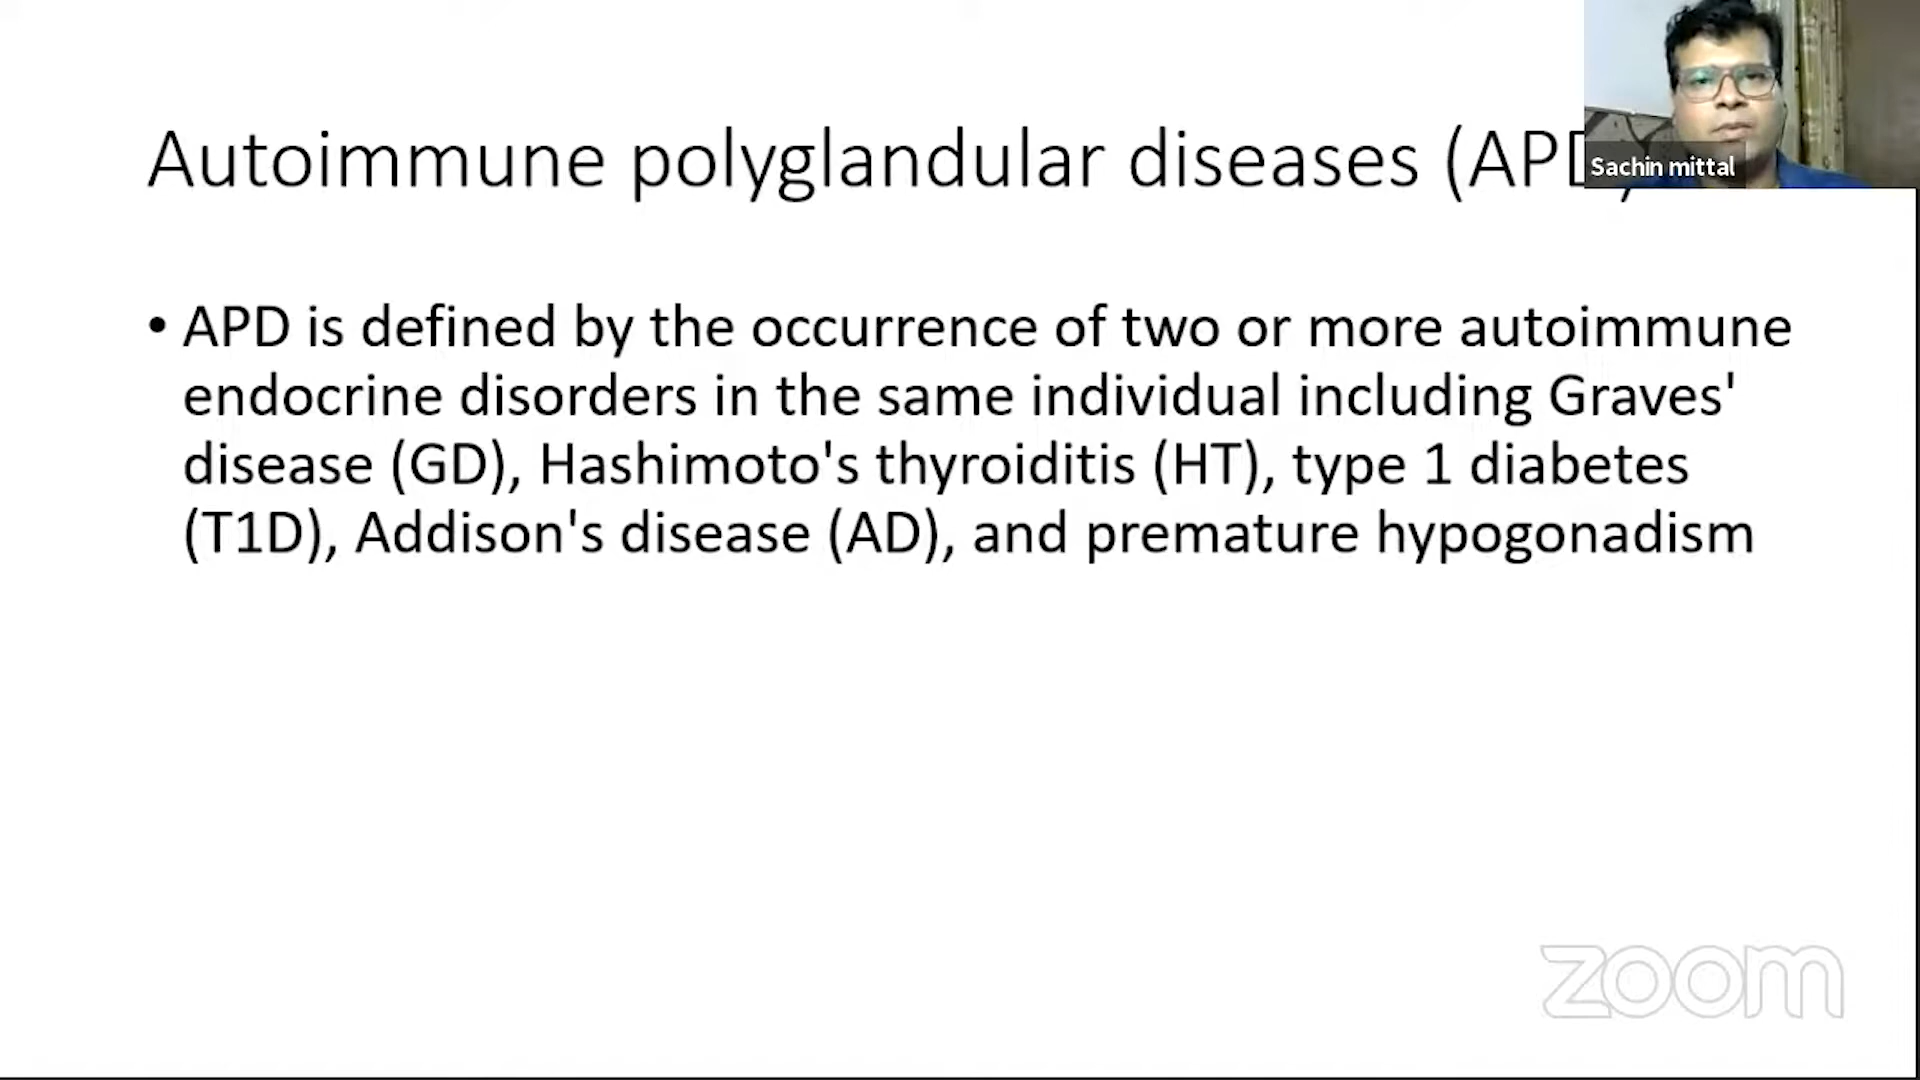 Autoimmune polyglandular diseases (APD)
Sachin mittal
• APD is defined by the occurrence of two or more autoimmune
endocrine disorders in the same individual including Graves'
disease (GD), Hashimoto's thyroiditis (HT), type 1 diabetes
(T1D), Addison's disease (AD), and premature hypogonadism
zoom